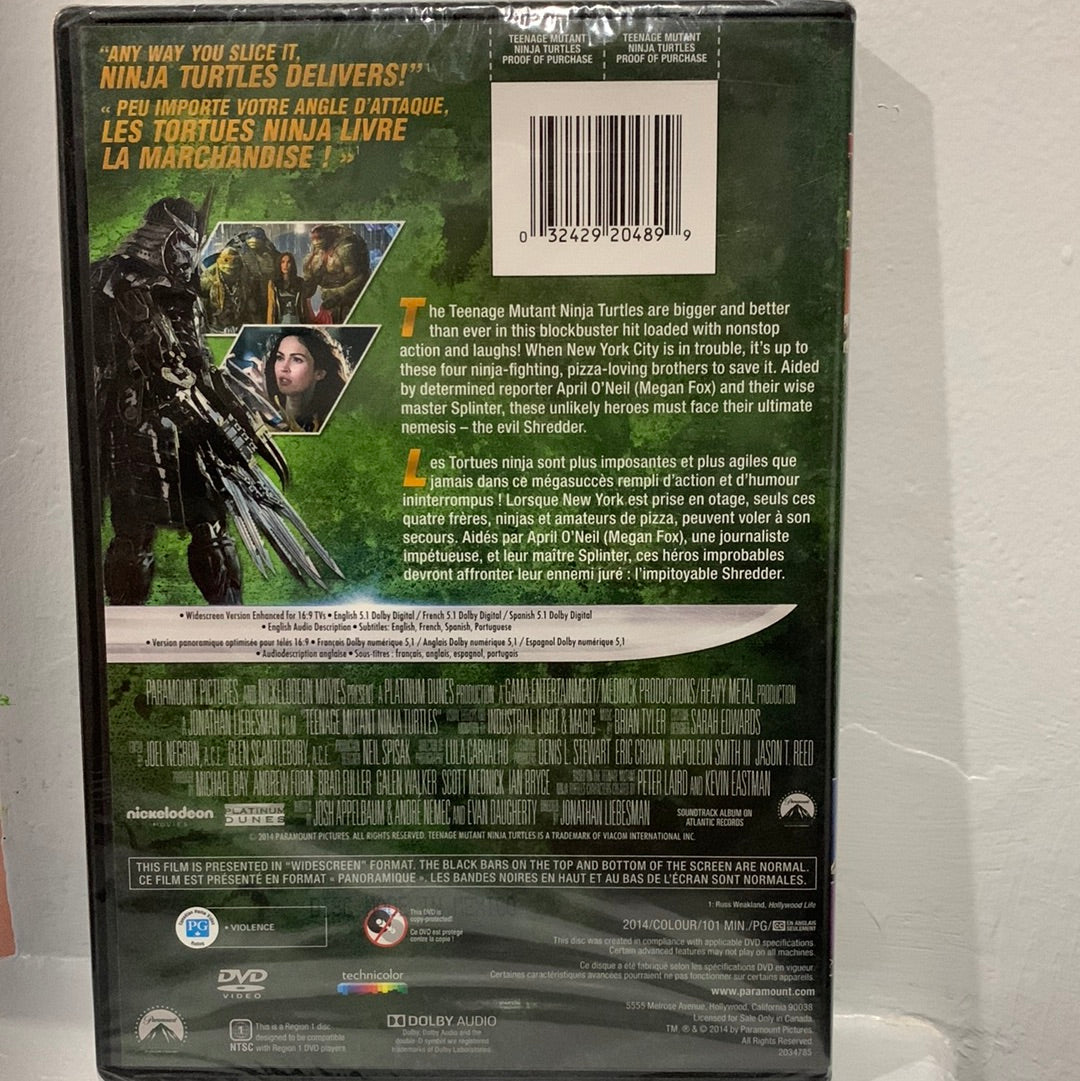 TEENAGE MUTANT NINJA TURTLES PROOF OF PURCHASE
TEENAGE MUTANT NINJA TURTLES PROOF OF PURCHASE
“ANY WAY YOU SLICE IT,
NINJA TURTLES DELIVERS!”1
« PEU IMPORTE VOTRE ANGLE D'ATTAQUE,
LES TORTUES NINJA LIVRE
LA MARCHANDISE ! »1
0 32429 20489 9
The Teenage Mutant Ninja Turtles are bigger and better
than ever in this blockbuster hit loaded with nonstop
action and laughs! When New York City is in trouble, it's up to
these four ninja-fighting, pizza-loving brothers to save it. Aided
by determined reporter April O'Neil (Megan Fox) and their wise
master Splinter, these unlikely heroes must face their ultimate
nemesis – the evil Shredder.
Les Tortues ninja sont plus imposantes et plus agiles que
jamais dans ce mégasuccès rempli d'action et d'humour
ininterrompus ! Lorsque New York est prise en otage, seuls ces
quatre frères, ninjas et amateurs de pizza, peuvent voler à son
secours. Aidés par April O'Neil (Megan Fox), une journaliste
impétueuse, et leur maître Splinter, ces héros improbables
devront affronter leur ennemi juré : l'impitoyable Shredder.
• Widescreen Version Enhanced for 16:9 TVs • English 5.1 Dolby Digital / French 5.1 Dolby Digital / Spanish 5.1 Dolby Digital
• English Audio Description • Subtitles: English, French, Spanish, Portuguese
• Version panoramique optimisée pour télés 16:9 • Français Dolby numérique 5,1 / Anglais Dolby numérique 5,1 / Espagnol Dolby numérique 5,1
• Audiodescription anglaise • Sous-titres : français, anglais, espagnol, portugais
PARAMOUNT PICTURES AND NICKELODEON MOVIES PRESENT A PLATINUM DUNES PRODUCTION A GAMA ENTERTAINMENT/MEDNICK PRODUCTIONS/HEAVY METAL PRODUCTION
A JONATHAN LIEBESMAN FILM "TEENAGE MUTANT NINJA TURTLES" INDUSTRIAL LIGHT & MAGIC BRIAN TYLER SARAH EDWARDS
JOEL NEGRON, A.C.E. GLEN SCANTLEBURY, A.C.E. NEIL SPISAK LULA CARVALHO DENIS L. STEWART ERIC CROWN NAPOLEON SMITH III JASON T. REED
MICHAEL BAY ANDREW FORM BRAD FULLER GALEN WALKER SCOTT MEDNICK IAN BRYCE PETER LAIRD AND KEVIN EASTMAN
JOSH APPELBAUM & ANDRÉ NEMEC AND EVAN DAUGHERTY JONATHAN LIEBESMAN
nickelodeon MOVIES
PLATINUM DUNES
SOUNDTRACK ALBUM ON ATLANTIC RECORDS
Paramount
© 2014 PARAMOUNT PICTURES. ALL RIGHTS RESERVED. TEENAGE MUTANT NINJA TURTLES IS A TRADEMARK OF VIACOM INTERNATIONAL INC.
THIS FILM IS PRESENTED IN "WIDESCREEN" FORMAT. THE BLACK BARS ON THE TOP AND BOTTOM OF THE SCREEN ARE NORMAL.
CE FILM EST PRÉSENTÉ EN FORMAT « PANORAMIQUE ». LES BANDES NOIRES EN HAUT ET AU BAS DE L'ÉCRAN SONT NORMALES.
1: Russ Weakland, Hollywood Life
PG
• VIOLENCE
This DVD is copy-protected!
Ce DVD est protégé contre la copie !
2014/COLOUR/101 MIN./PG/CC EN ANGLAIS SEULEMENT
This disc was created in compliance with applicable DVD specifications
Certain advanced features may not play on all machines.
Ce disque a été fabriqué selon les spécifications DVD en vigueur.
Certaines caractéristiques avancées pourraient ne pas fonctionner sur certains appareils.
www.paramount.com
DVD VIDEO
technicolor
5555 Melrose Avenue, Hollywood, California 90038
Licensed for Sale Only in Canada.
TM, ® & © 2014 by Paramount Pictures.
All Rights Reserved.
2034785
Paramount
1 NTSC
This is a Region 1 disc
designed to be compatible
with Region 1 DVD players
DOLBY AUDIO
Dolby, Dolby Audio and the
double-D symbol are registered
trademarks of Dolby Laboratories.